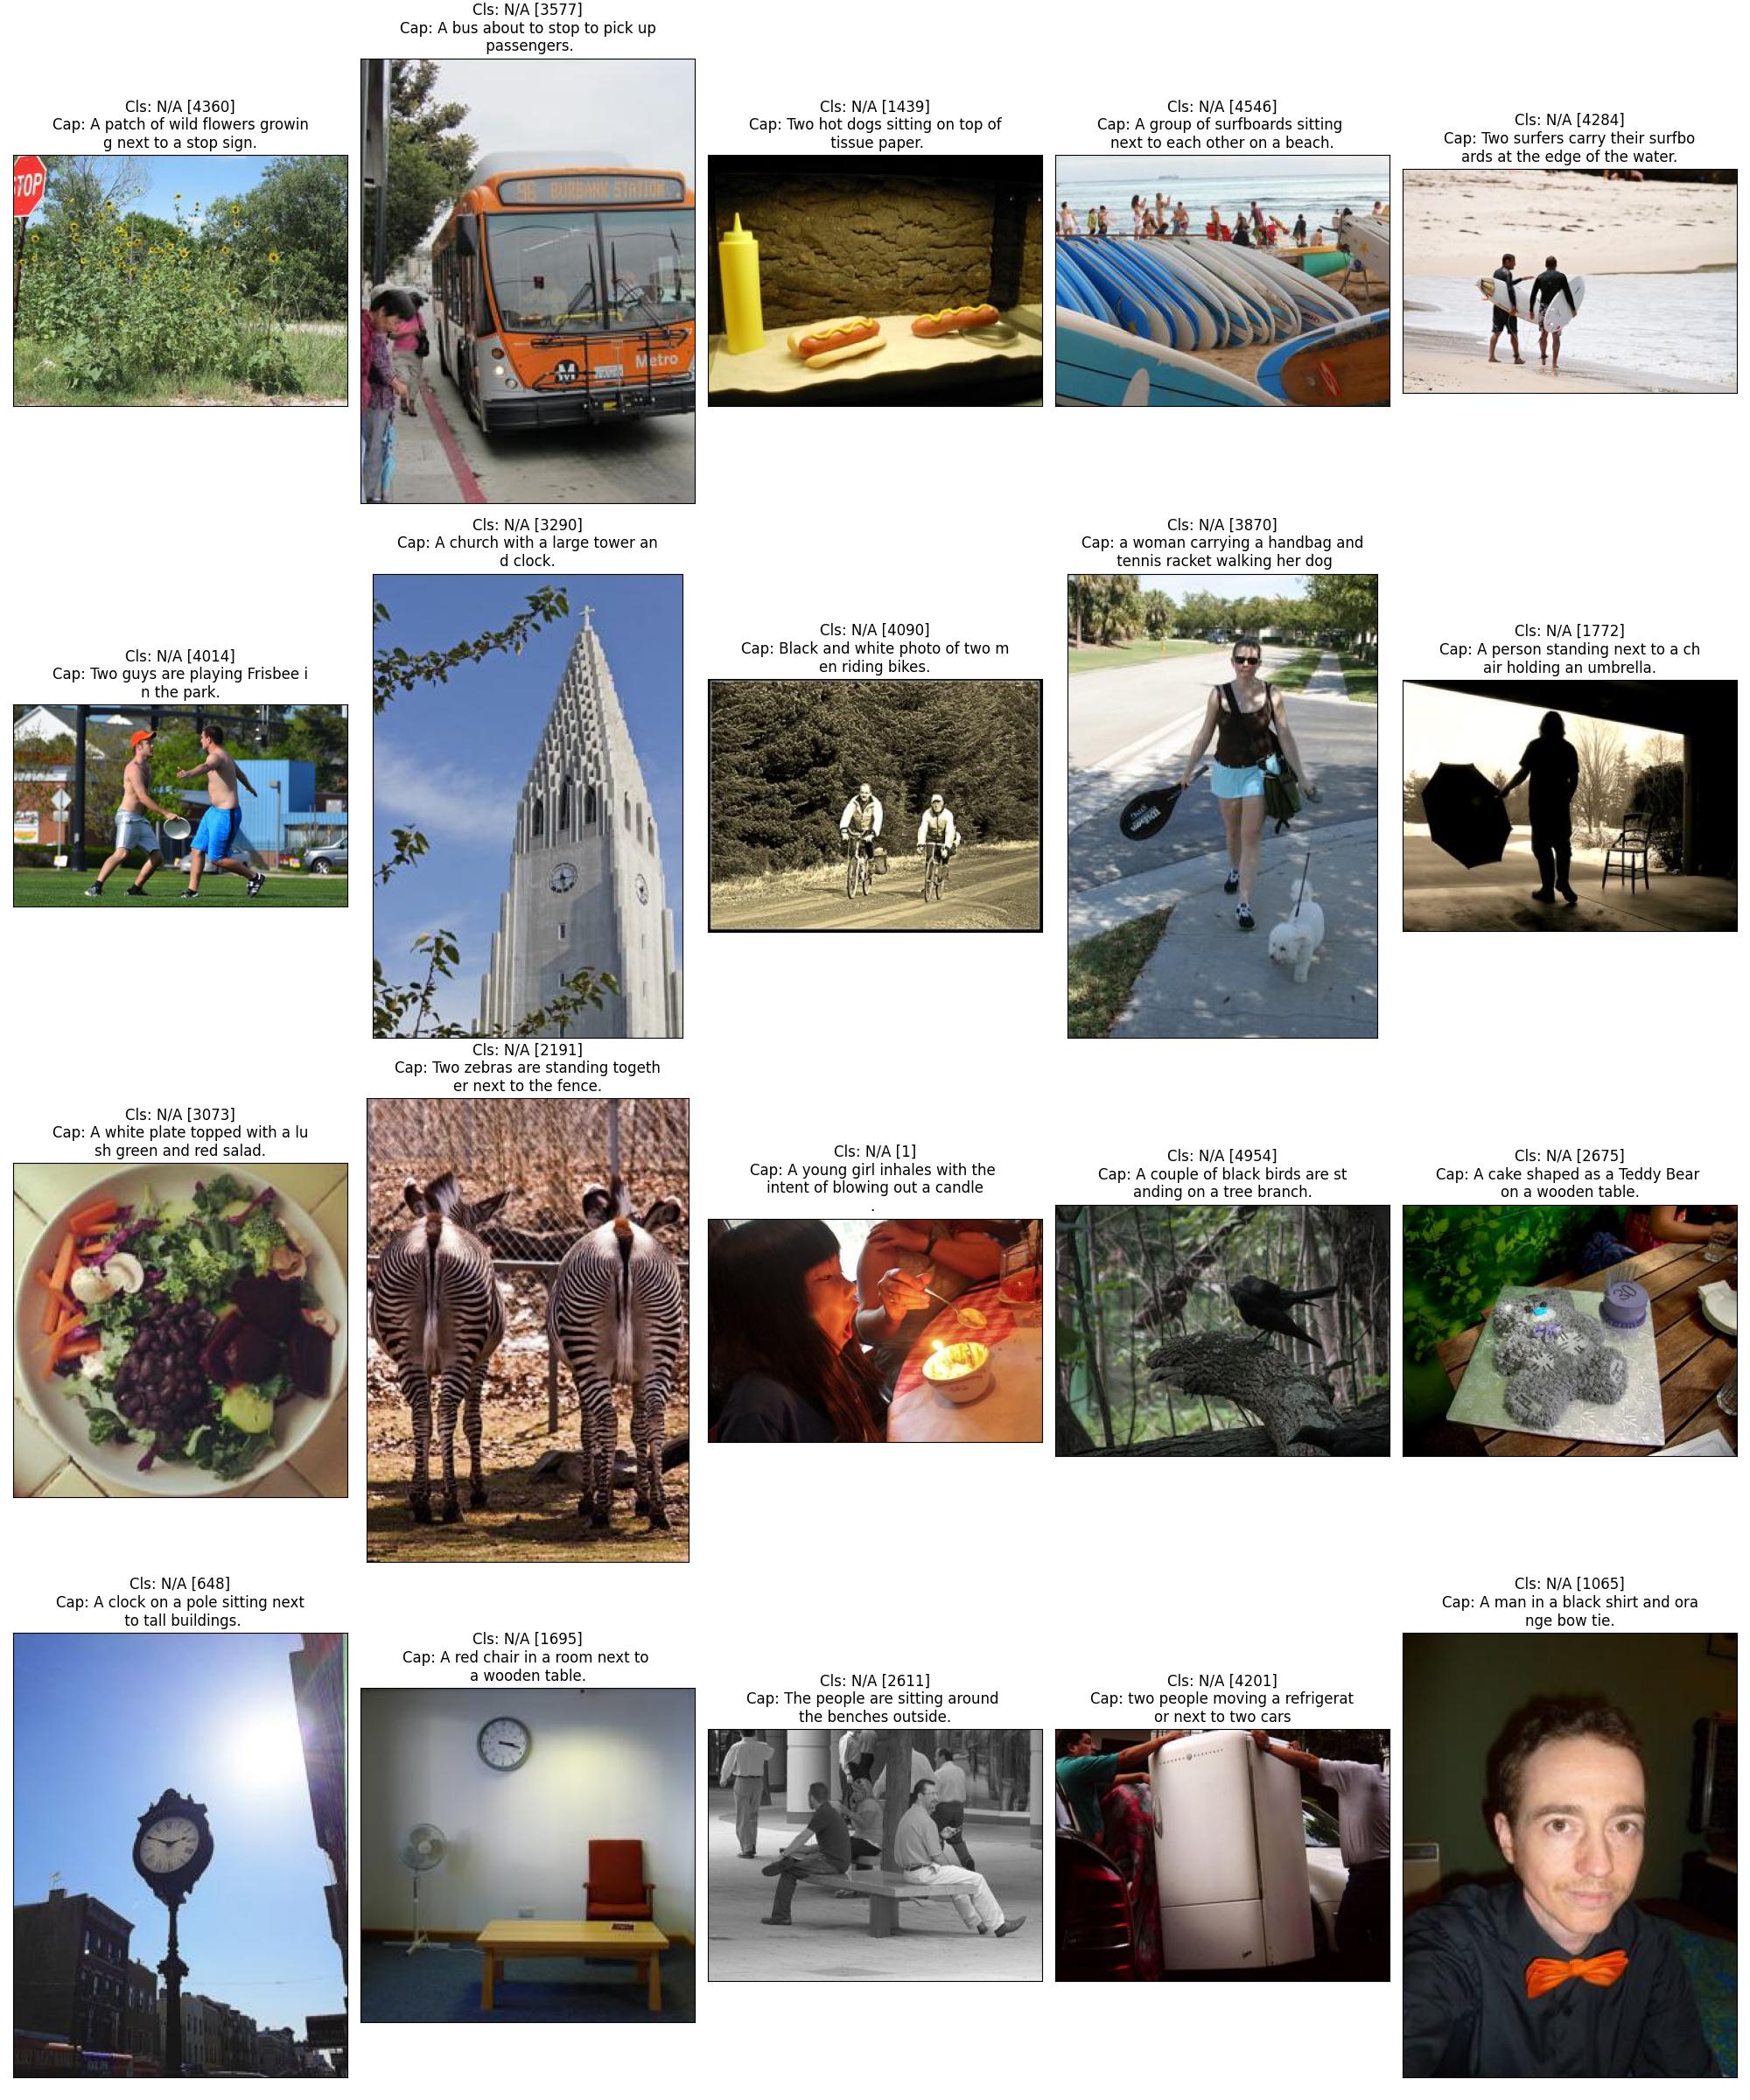 Cls: N/A [3577]
Cap: A bus about to stop to pick up
passengers.
Cls: N/A [4360]
Cap: A patch of wild flowers growin
g next to a stop sign.
Cls: N/A [1439]
Cap: Two hot dogs sitting on top of
tissue paper.
Cls: N/A [4546]
Cap: A group of surfboards sitting
next to each other on a beach.
Cls: N/A [4284]
Cap: Two surfers carry their surfbo
ards at the edge of the water.
STOP
96 BURBANK STATION
Metro
M
Cls: N/A [4014]
Cap: Two guys are playing Frisbee i
n the park.
Cls: N/A [3290]
Cap: A church with a large tower an
d clock.
Cls: N/A [4090]
Cap: Black and white photo of two m
en riding bikes.
Cls: N/A [3870]
Cap: a woman carrying a handbag and
tennis racket walking her dog
Cls: N/A [1772]
Cap: A person standing next to a ch
air holding an umbrella.
Wilson
Cls: N/A [3073]
Cap: A white plate topped with a lu
sh green and red salad.
Cls: N/A [2191]
Cap: Two zebras are standing togeth
er next to the fence.
Cls: N/A [1]
Cap: A young girl inhales with the
intent of blowing out a candle
.
Cls: N/A [4954]
Cap: A couple of black birds are st
anding on a tree branch.
Cls: N/A [2675]
Cap: A cake shaped as a Teddy Bear
on a wooden table.
30
Cls: N/A [648]
Cap: A clock on a pole sitting next
to tall buildings.
Cls: N/A [1695]
Cap: A red chair in a room next to
a wooden table.
Cls: N/A [2611]
Cap: The people are sitting around
the benches outside.
Cls: N/A [4201]
Cap: two people moving a refrigerat
or next to two cars
Cls: N/A [1065]
Cap: A man in a black shirt and ora
nge bow tie.